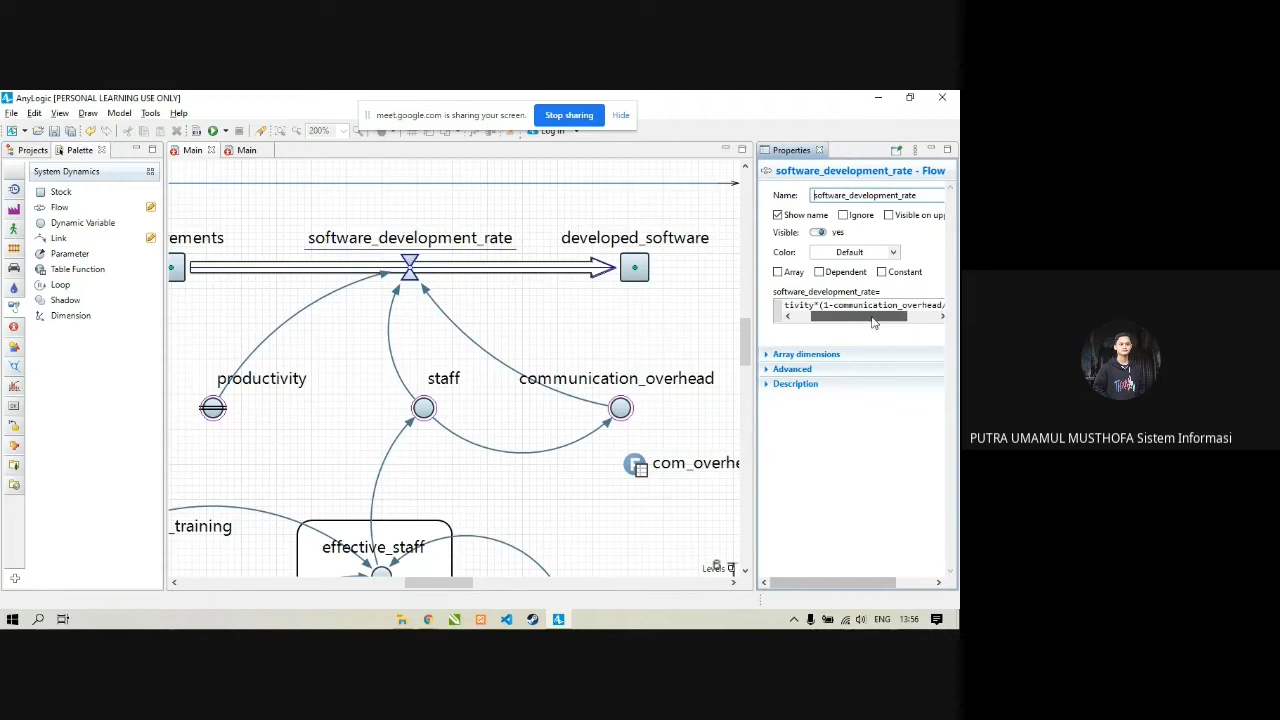 AnyLogic [PERSONAL LEARNING USE ONLY]
File Edit View Draw Model Tools Help
meet.google.com is sharing your screen. Stop sharing Hide
200%
Log in
Projects Palette
Main Main
Properties
System Dynamics
Stock
Flow
Dynamic Variable
Link
Parameter
Table Function
Loop
Shadow
Dimension
ements
software_development_rate
developed_software
productivity
staff
communication_overhead
com_overhe
_training
effective_staff
Levels
software_development_rate - Flow
Name: software_development_rate
Show name Ignore Visible on upp
Visible: yes
Color: Default
Array Dependent Constant
software_development_rate=
tivity*(1-communication_overhead/
Array dimensions
Advanced
Description
PUTRA UMAMUL MUSTHOFA Sistem Informasi
ENG 13:56